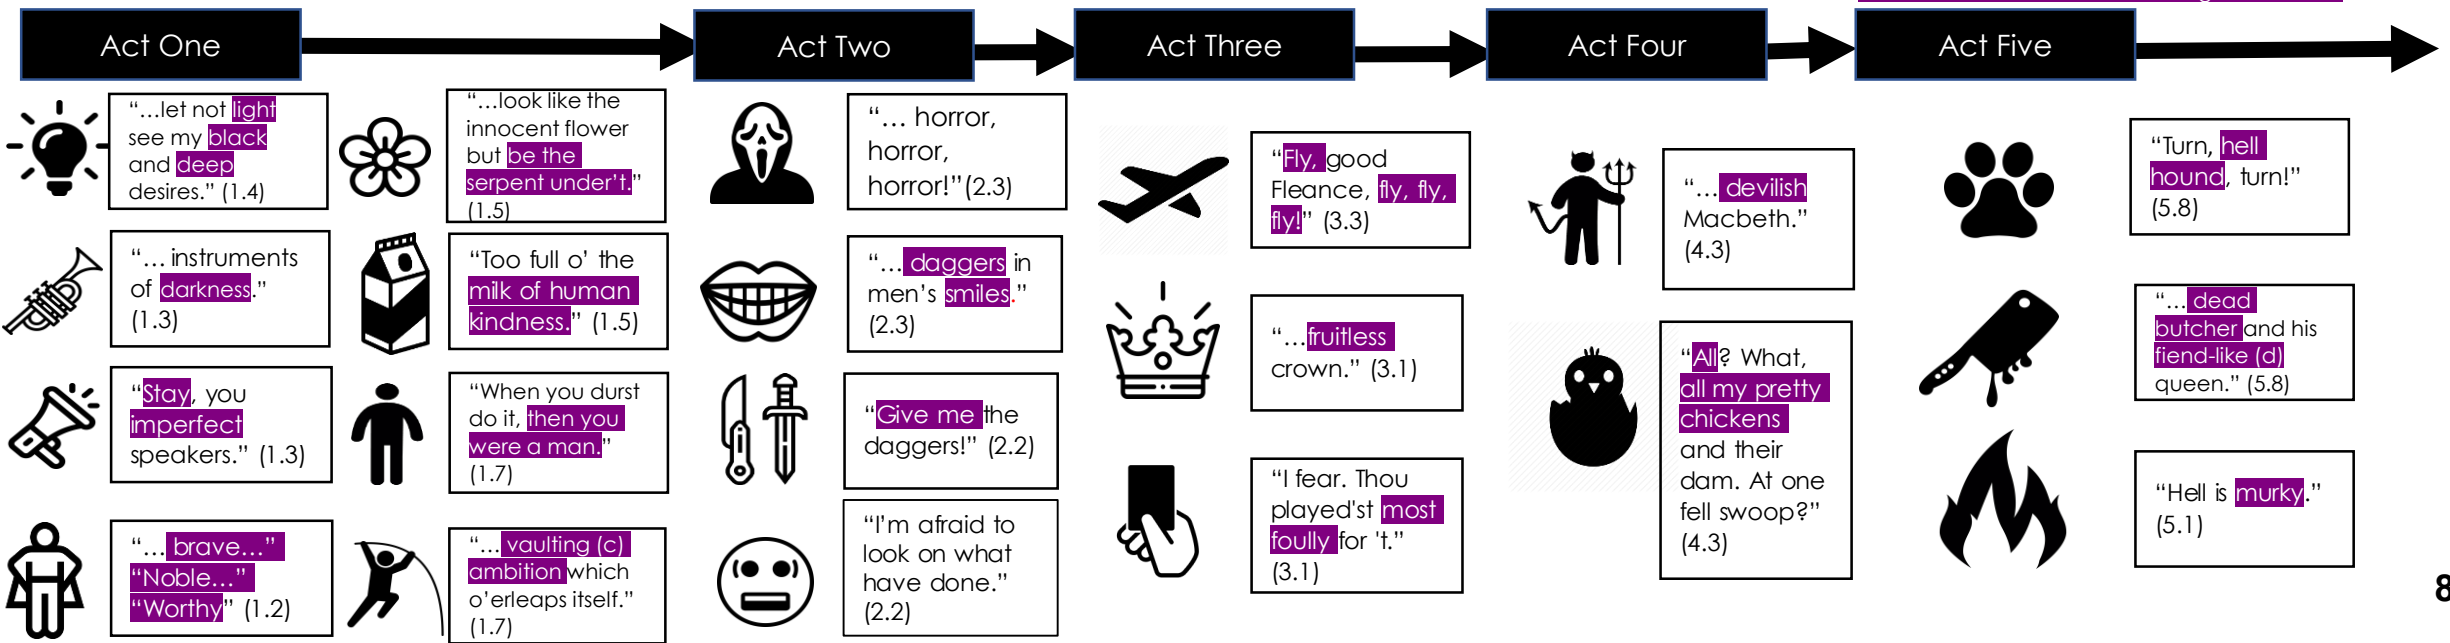 Act One
Act Two
Act Three
Act Four
Act Five
“…let not light
see my black
and deep
desires.” (1.4)
“… instruments
of darkness.”
(1.3)
“Stay, you
imperfect
speakers.” (1.3)
“… brave…”
“Noble…”
“Worthy” (1.2)
“…look like the
innocent flower
but be the
serpent under’t.”
(1.5)
“Too full o’ the
milk of human
kindness.” (1.5)
“When you durst
do it, then you
were a man.”
(1.7)
“… vaulting (c)
ambition which
o’erleaps itself.”
(1.7)
“… horror,
horror,
horror!”(2.3)
“… daggers in
men’s smiles.”
(2.3)
“Give me the
daggers!” (2.2)
“I’m afraid to
look on what
have done.”
(2.2)
“Fly, good
Fleance, fly, fly,
fly!” (3.3)
“…fruitless
crown.” (3.1)
“I fear. Thou
played'st most
foully for 't.”
(3.1)
“… devilish
Macbeth.”
(4.3)
“All? What,
all my pretty
chickens
and their
dam. At one
fell swoop?”
(4.3)
“Turn, hell
hound, turn!”
(5.8)
“… dead
butcher and his
fiend-like (d)
queen.” (5.8)
“Hell is murky.”
(5.1)
8